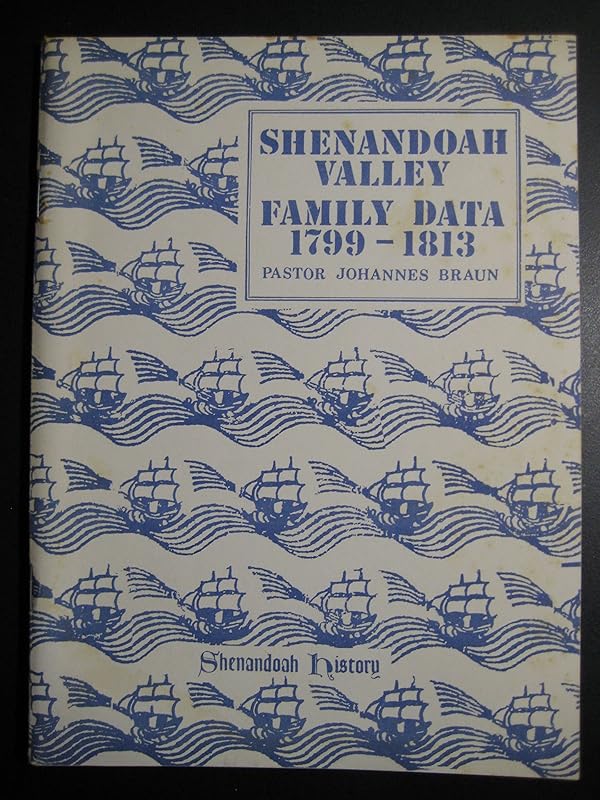 SHENANDOAH
VALLEY
FAMILY DATA
1799 - 1813
PASTOR JOHANNES BRAUN
Shenandoah History